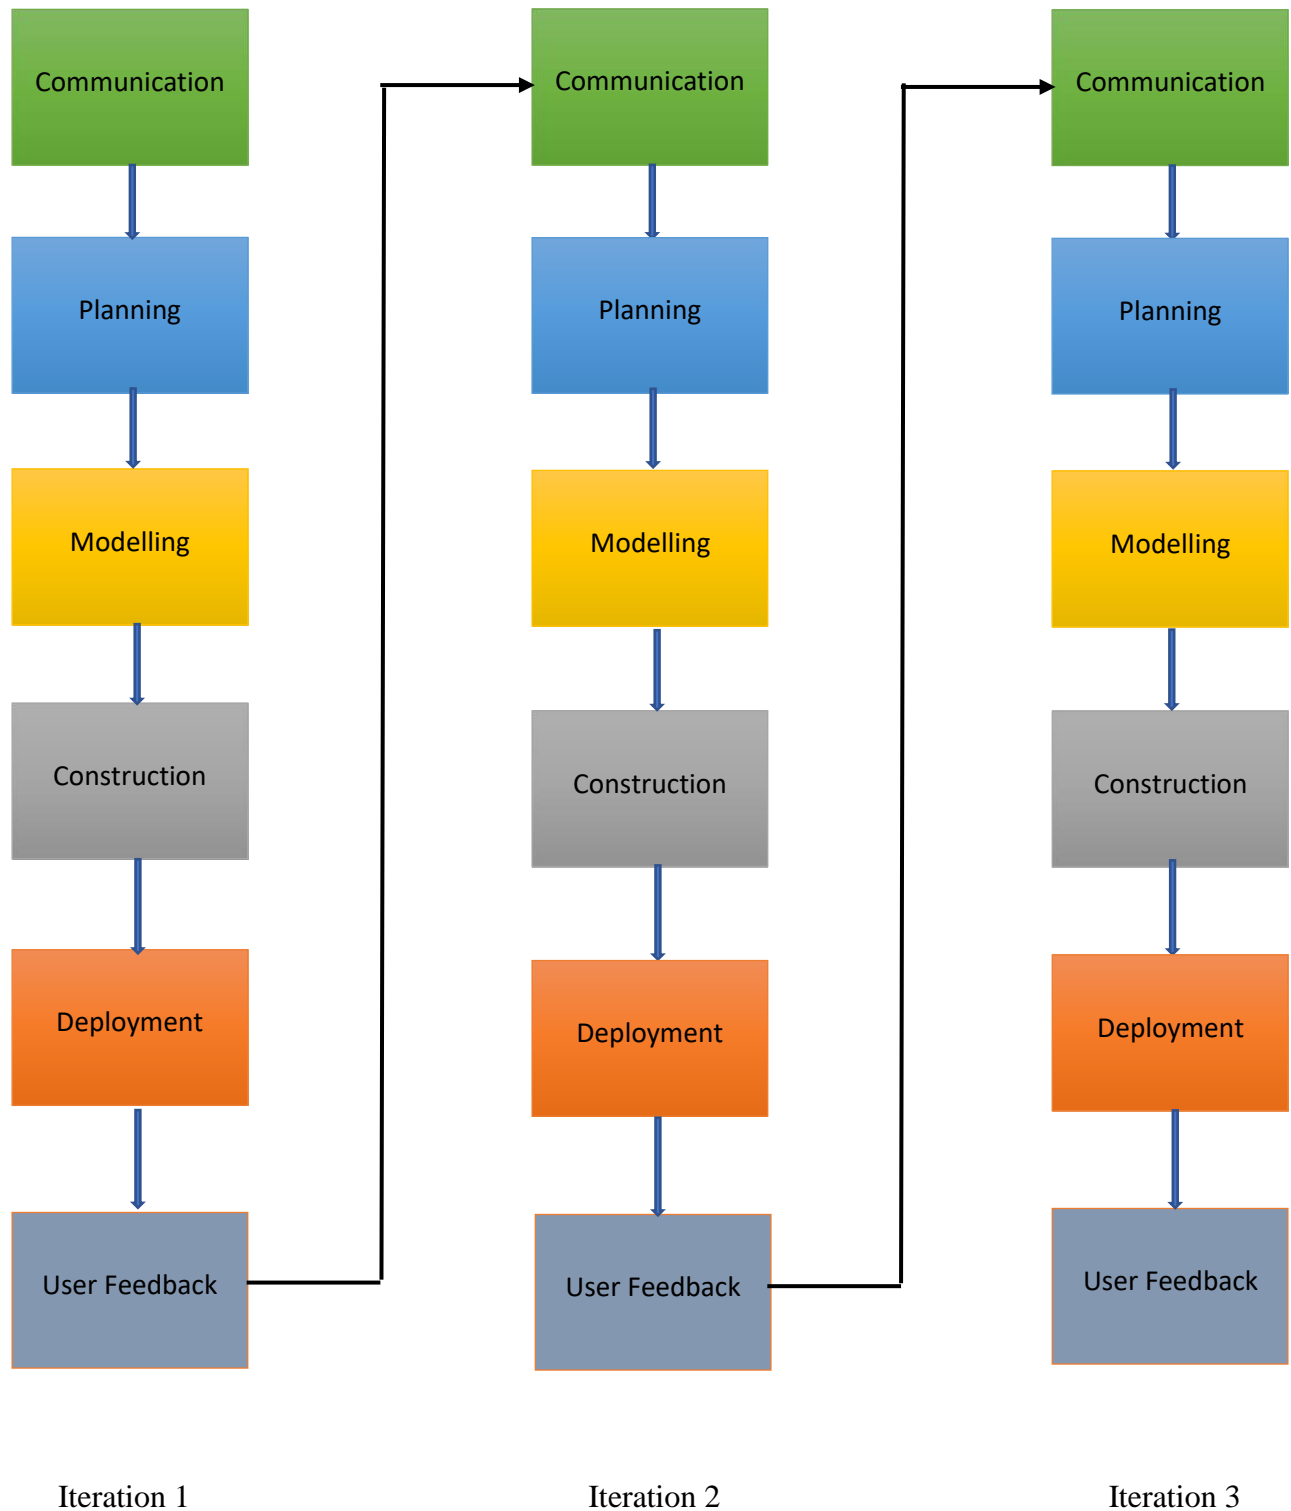 Communication
Planning
Modelling
Construction
Deployment
User Feedback
Iteration 1
Communication
Planning
Modelling
Construction
Deployment
User Feedback
Iteration 2
Communication
Planning
Modelling
Construction
Deployment
User Feedback
Iteration 3